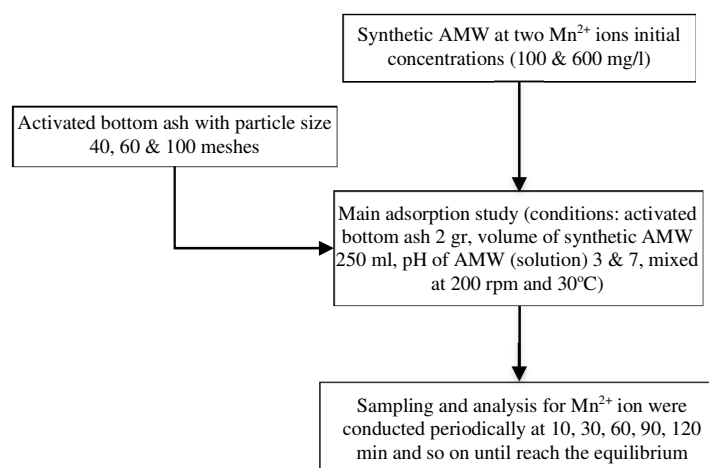 Synthetic AMW at two Mn²⁺ ions initial
concentrations (100 & 600 mg/l)
Activated bottom ash with particle size
40, 60 & 100 meshes
Main adsorption study (conditions: activated
bottom ash 2 gr, volume of synthetic AMW
250 ml, pH of AMW (solution) 3 & 7, mixed
at 200 rpm and 30°C)
Sampling and analysis for Mn²⁺ ion were
conducted periodically at 10, 30, 60, 90, 120
min and so on until reach the equilibrium